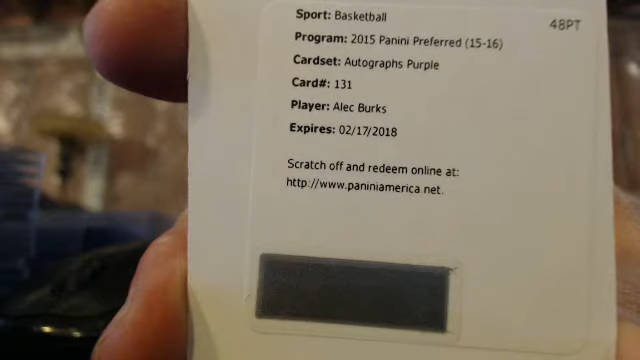 Sport: Basketball
48PT
Program: 2015 Panini Preferred (15-16)
Cardset: Autographs Purple
Card#: 131
Player: Alec Burks
Expires: 02/17/2018
Scratch off and redeem online at:
http://www.paniniamerica.net.